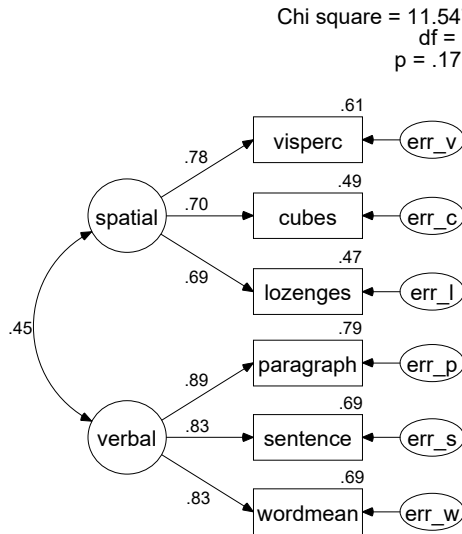 Chi square = 11.54
df =
p = .17
.61
.78 visperc err_v
.49
spatial .70 cubes err_c
.47
.69 lozenges err_l
.45
.79
.89 paragraph err_p
.69
verbal .83 sentence err_s
.69
.83 wordmean err_w